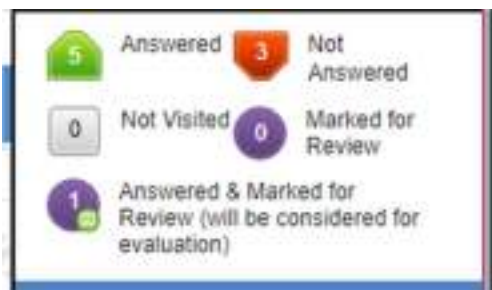 5 Answered 3 Not
Answered
0 Not Visited 0 Marked for
Review
1 Answered & Marked for
Review (will be considered for
evaluation)